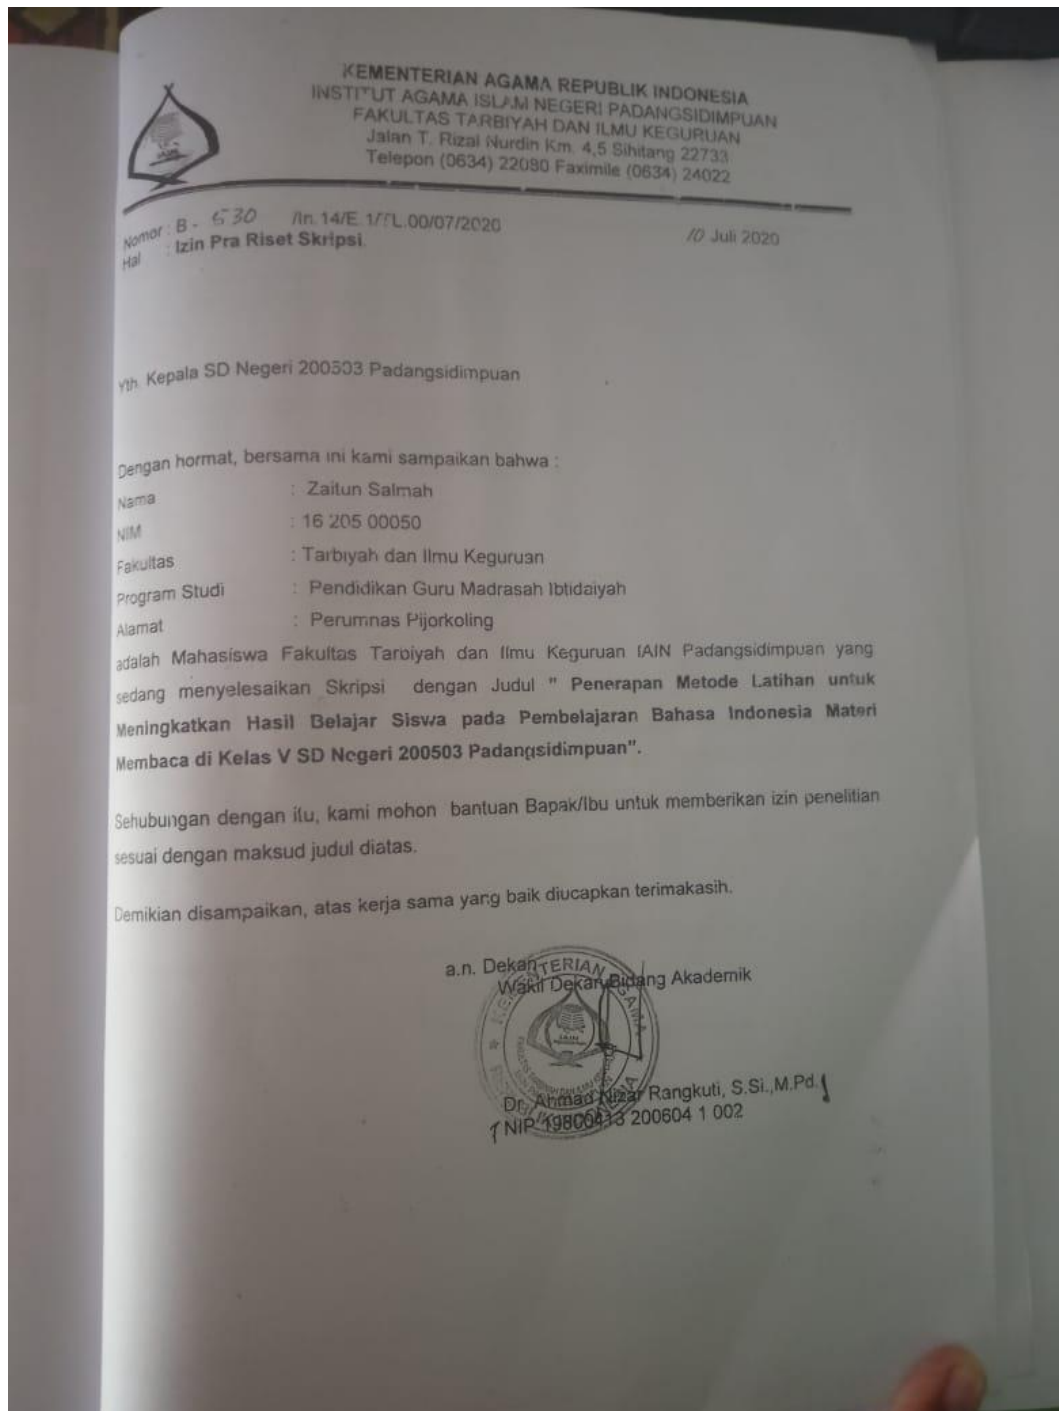 KEMENTERIAN AGAMA REPUBLIK INDONESIA
INSTITUT AGAMA ISLAM NEGERI PADANGSIDIMPUAN
FAKULTAS TARBIYAH DAN ILMU KEGURUAN
Jalan T. Rizal Nurdin Km. 4,5 Sihitang 22733
Telepon (0634) 22080 Faximile (0634) 24022
Nomor : B - 530 /In.14/E.1/TL.00/07/2020
10 Juli 2020
Hal : Izin Pra Riset Skripsi.
Yth. Kepala SD Negeri 200503 Padangsidimpuan
Dengan hormat, bersama ini kami sampaikan bahwa :
Nama : Zaitun Salmah
NIM : 16 205 00050
Fakultas : Tarbiyah dan Ilmu Keguruan
Program Studi : Pendidikan Guru Madrasah Ibtidaiyah
Alamat : Perumnas Pijorkoling
adalah Mahasiswa Fakultas Tarbiyah dan Ilmu Keguruan IAIN Padangsidimpuan yang
sedang menyelesaikan Skripsi dengan Judul " Penerapan Metode Latihan untuk
Meningkatkan Hasil Belajar Siswa pada Pembelajaran Bahasa Indonesia Materi
Membaca di Kelas V SD Negeri 200503 Padangsidimpuan".
Sehubungan dengan itu, kami mohon bantuan Bapak/Ibu untuk memberikan izin penelitian
sesuai dengan maksud judul diatas.
Demikian disampaikan, atas kerja sama yang baik diucapkan terimakasih.
a.n. Dekan
Wakil Dekan Bidang Akademik
KEMENTERIAN AGAMA
REPUBLIK INDONESIA
IAIN
Dr. Ahmad Nizar Rangkuti, S.Si.,M.Pd.
NIP 19800413 200604 1 002